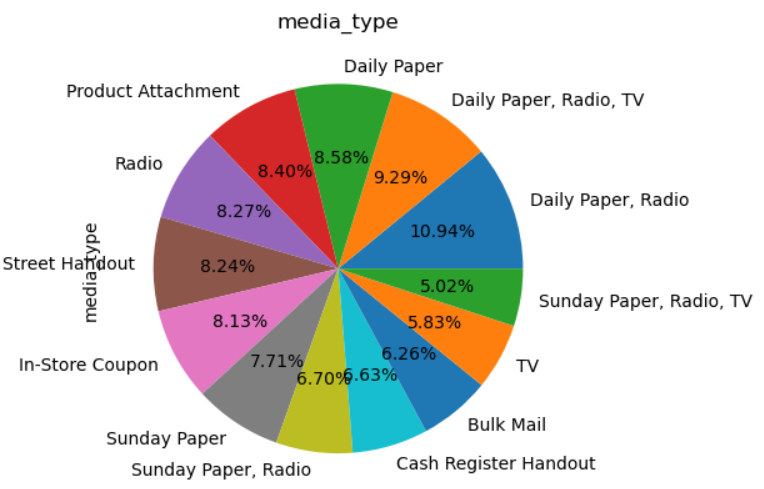 media_type
Daily Paper
Product Attachment
Daily Paper, Radio, TV
8.58%
Radio
8.40%
9.29%
Daily Paper, Radio
8.27%
10.94%
Street Handout
media_type
8.24%
5.02%
Sunday Paper, Radio, TV
8.13%
5.83%
In-Store Coupon
7.71%
6.26%
TV
6.70%
6.63%
Bulk Mail
Sunday Paper
Cash Register Handout
Sunday Paper, Radio